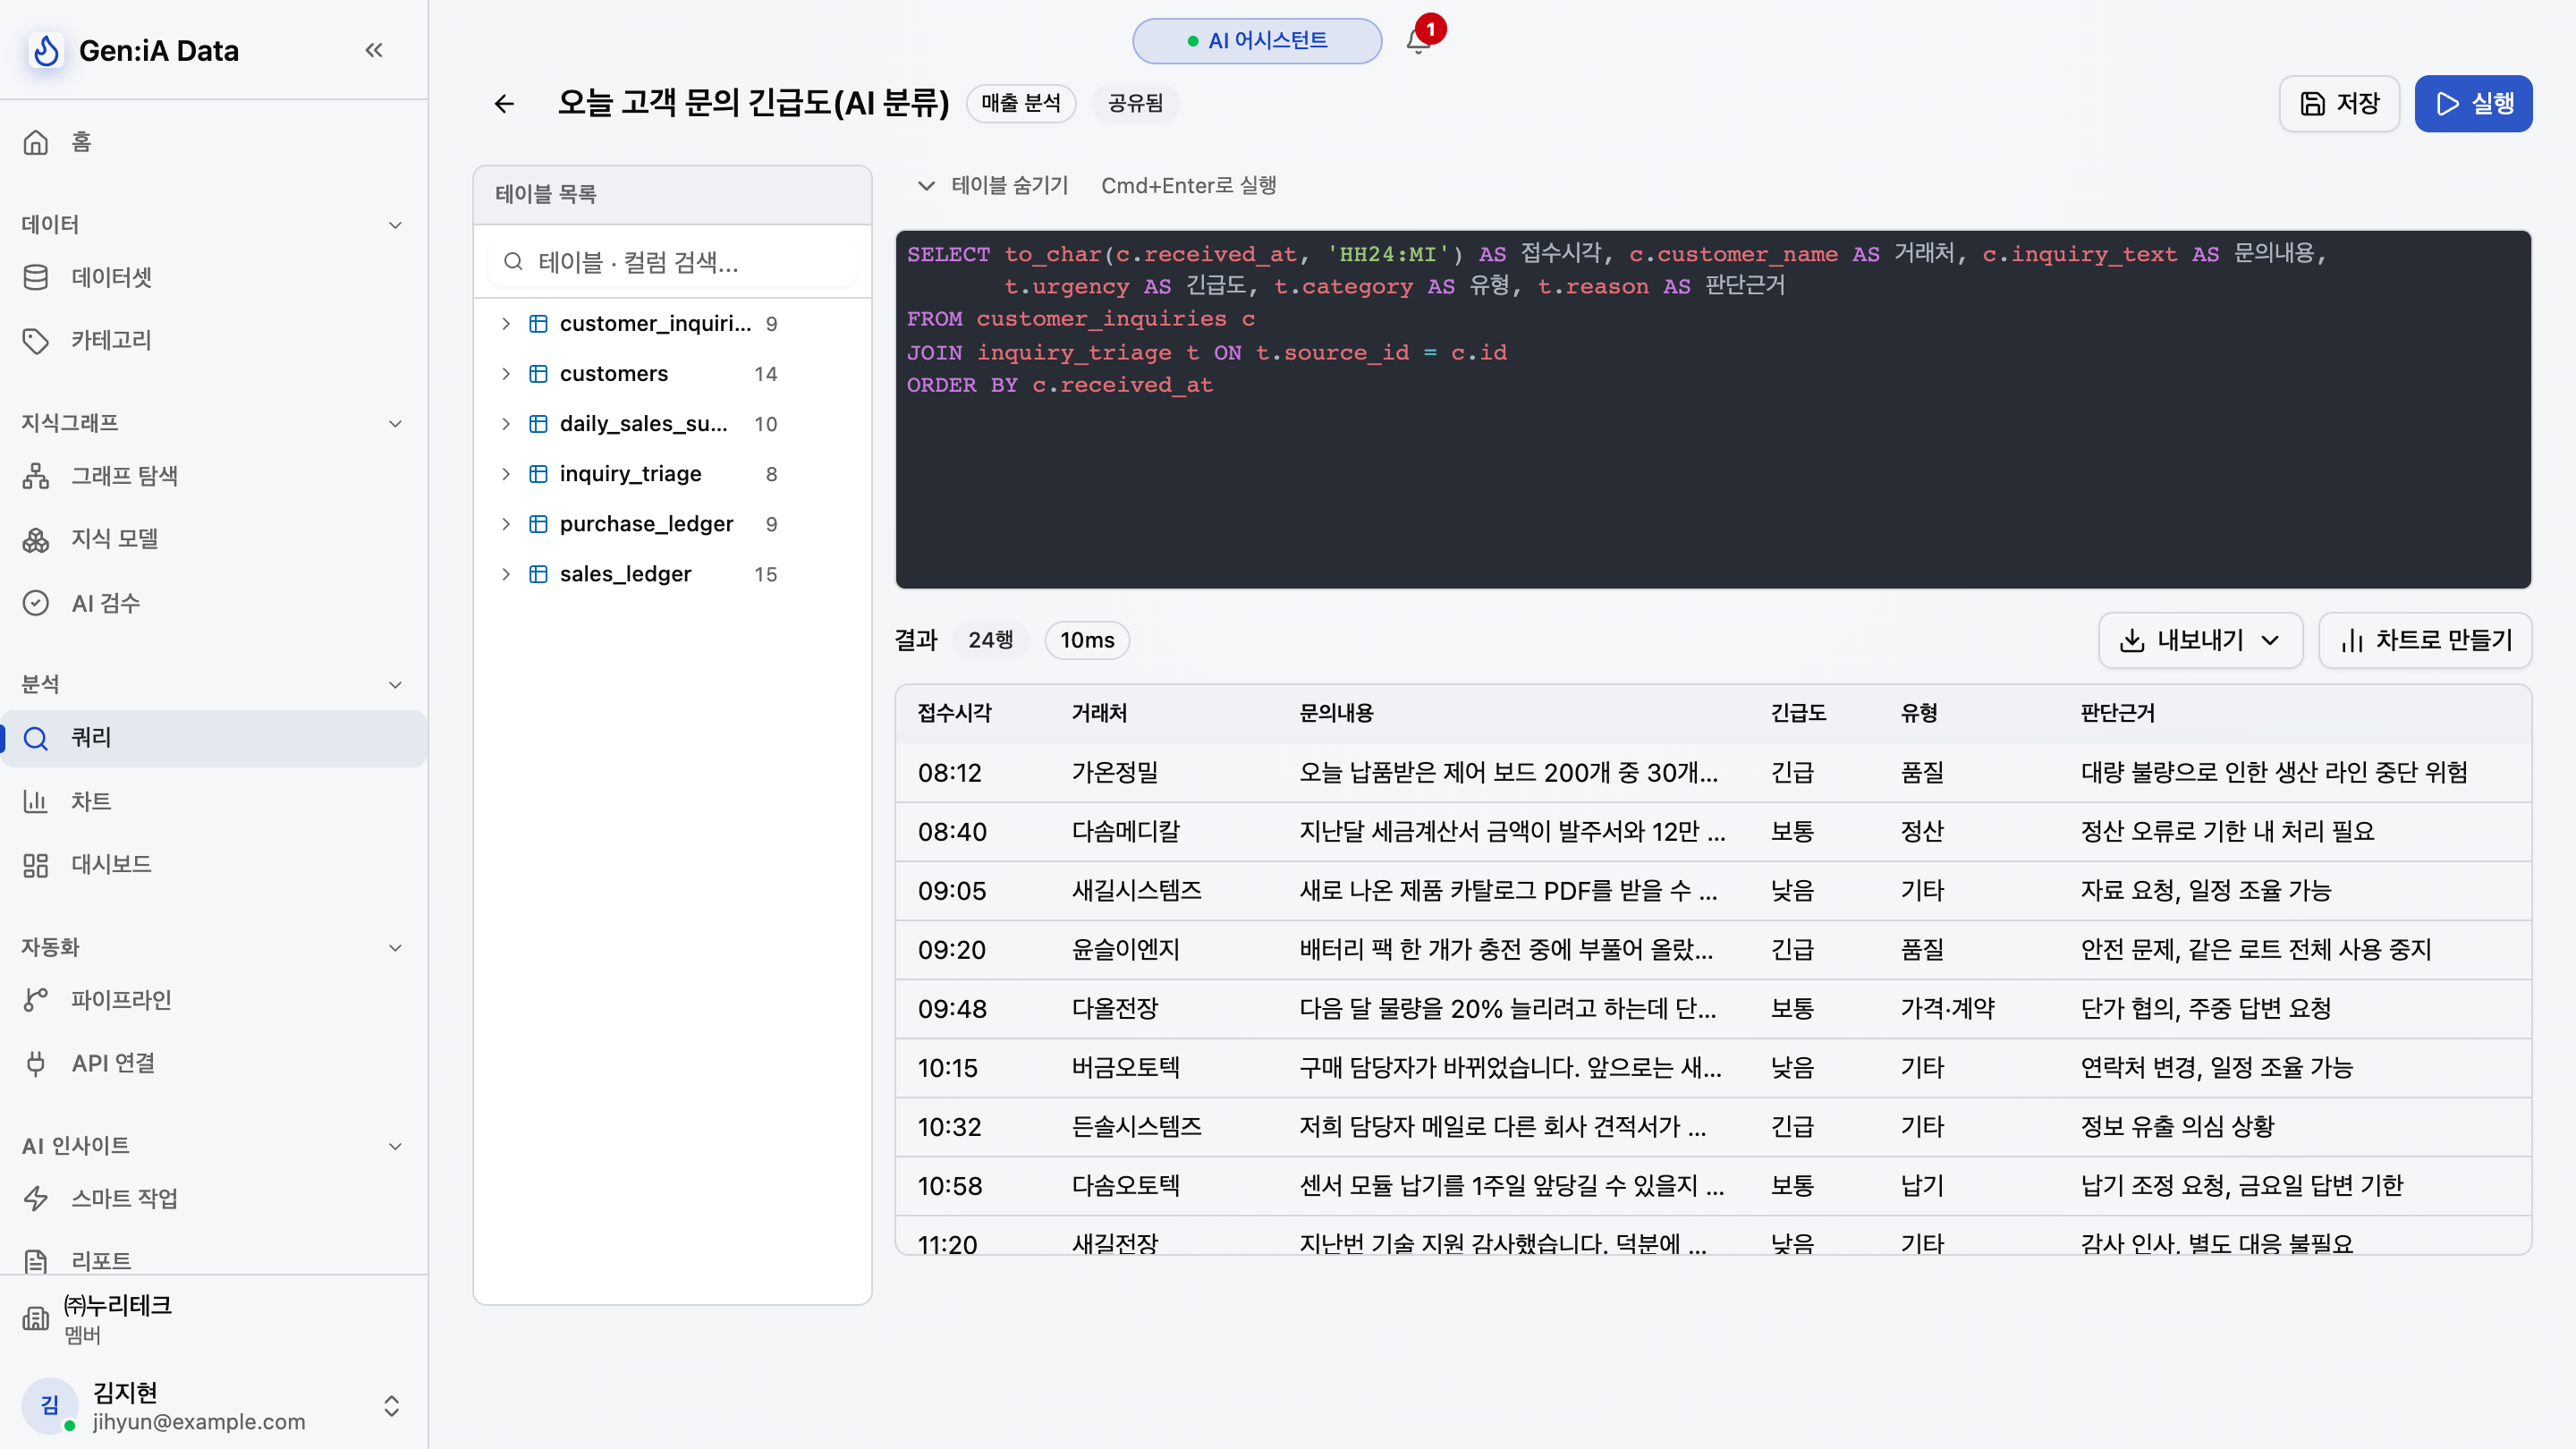 Gen:iA Data
홈
데이터
데이터셋
카테고리
지식그래프
그래프 탐색
지식 모델
AI 검수
분석
쿼리
차트
대시보드
자동화
파이프라인
API 연결
AI 인사이트
스마트 작업
리포트
㈜누리테크
멤버
김
김지현
jihyun@example.com
AI 어시스턴트
1
오늘 고객 문의 긴급도(AI 분류)
매출 분석
공유됨
저장
실행
테이블 목록
테이블 · 컬럼 검색...
customer_inquiri... 9
customers 14
daily_sales_su... 10
inquiry_triage 8
purchase_ledger 9
sales_ledger 15
테이블 숨기기 Cmd+Enter로 실행
SELECT to_char(c.received_at, 'HH24:MI') AS 접수시각, c.customer_name AS 거래처, c.inquiry_text AS 문의내용,
t.urgency AS 긴급도, t.category AS 유형, t.reason AS 판단근거
FROM customer_inquiries c
JOIN inquiry_triage t ON t.source_id = c.id
ORDER BY c.received_at
결과 24행 10ms
내보내기
차트로 만들기
접수시각 거래처 문의내용 긴급도 유형 판단근거
08:12 가온정밀 오늘 납품받은 제어 보드 200개 중 30개... 긴급 품질 대량 불량으로 인한 생산 라인 중단 위험
08:40 다솜메디칼 지난달 세금계산서 금액이 발주서와 12만 ... 보통 정산 정산 오류로 기한 내 처리 필요
09:05 새길시스템즈 새로 나온 제품 카탈로그 PDF를 받을 수 ... 낮음 기타 자료 요청, 일정 조율 가능
09:20 윤슬이엔지 배터리 팩 한 개가 충전 중에 부풀어 올랐... 긴급 품질 안전 문제, 같은 로트 전체 사용 중지
09:48 다올전장 다음 달 물량을 20% 늘리려고 하는데 단... 보통 가격·계약 단가 협의, 주중 답변 요청
10:15 버금오토텍 구매 담당자가 바뀌었습니다. 앞으로는 새... 낮음 기타 연락처 변경, 일정 조율 가능
10:32 든솔시스템즈 저희 담당자 메일로 다른 회사 견적서가 ... 긴급 기타 정보 유출 의심 상황
10:58 다솜오토텍 센서 모듈 납기를 1주일 앞당길 수 있을지 ... 보통 납기 납기 조정 요청, 금요일 답변 기한
11:20 새길전장 지난번 기술 지원 감사했습니다. 덕분에 ... 낮음 기타 감사 인사, 별도 대응 불필요